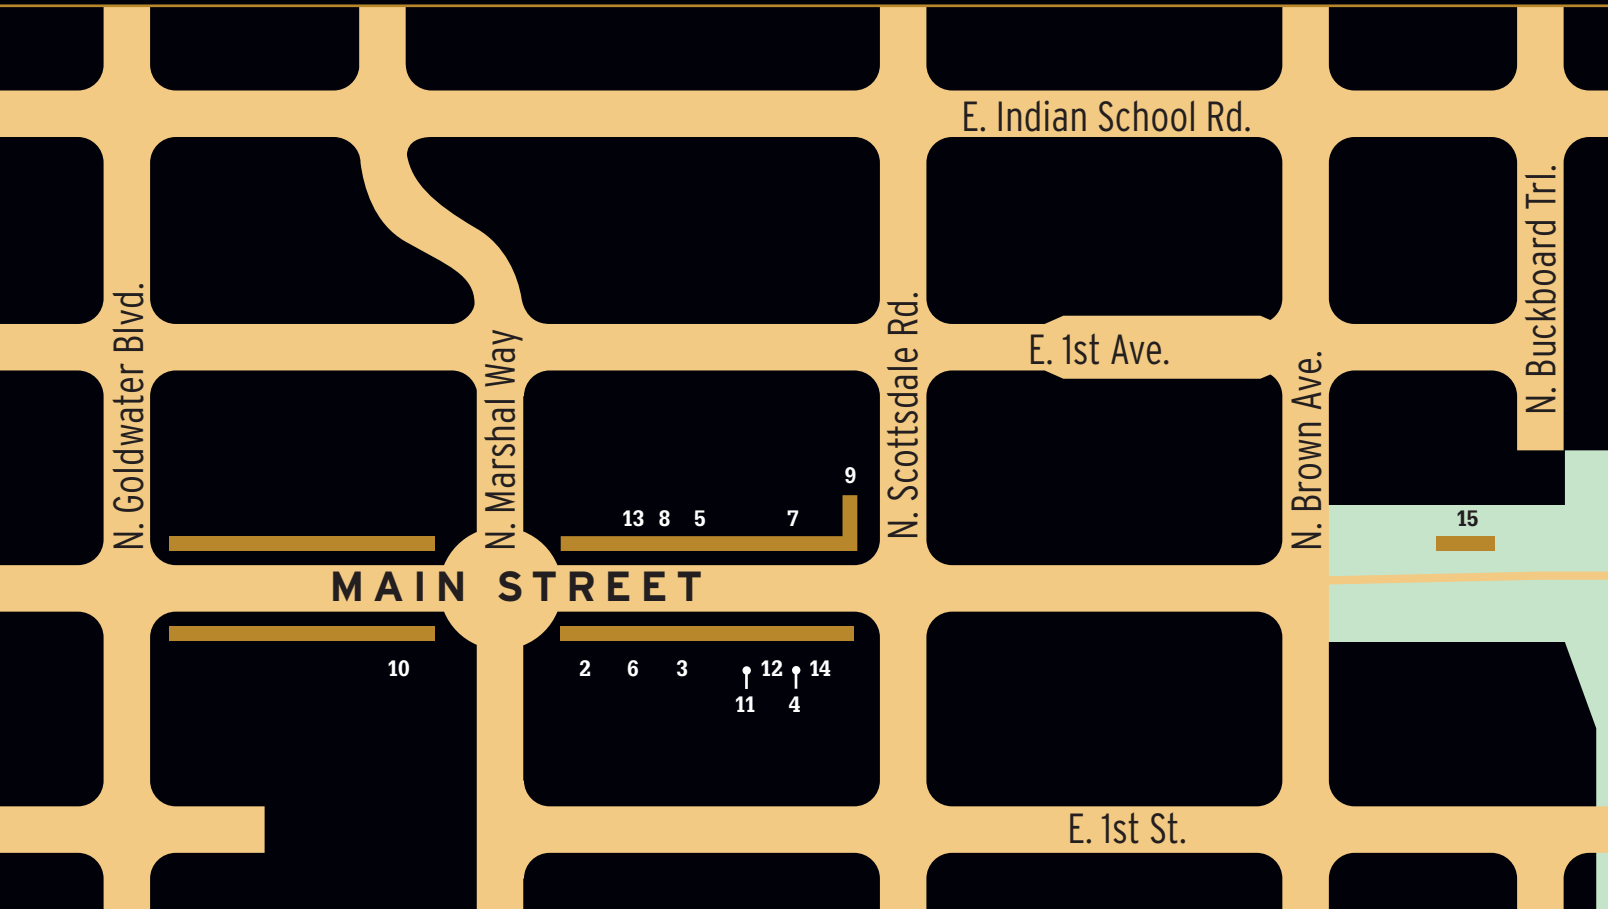 E. Indian School Rd.
N. Buckboard Trl.
N. Goldwater Blvd.
N. Marshal Way
N. Scottsdale Rd.
E. 1st Ave.
N. Brown Ave.
9
13 8 5 7
15
MAIN STREET
10
2 6 3 12 14
11 4
E. 1st St.